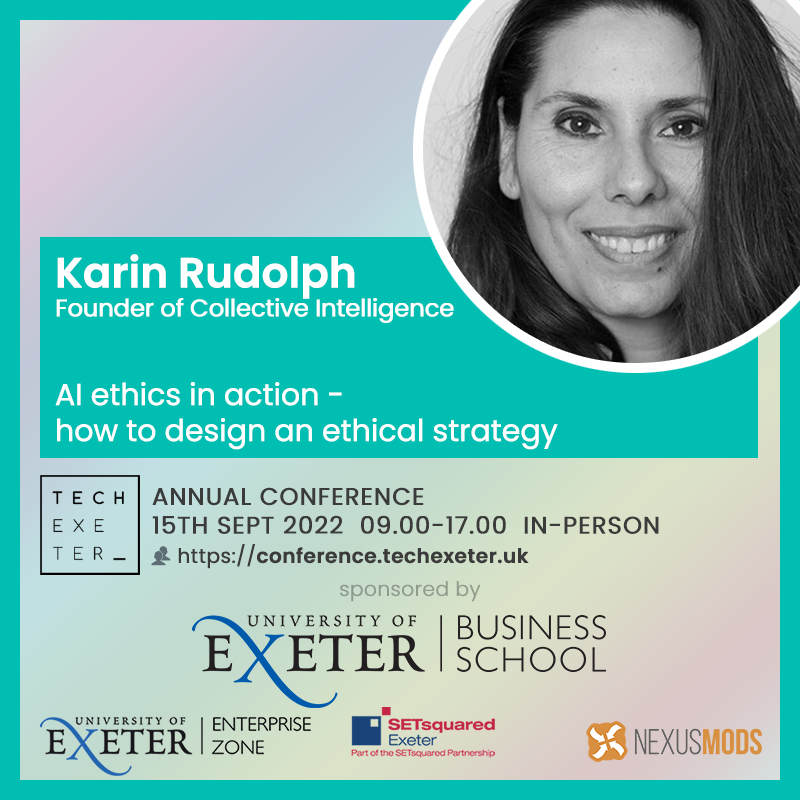 Karin Rudolph
Founder of Collective Intelligence
AI ethics in action -
how to design an ethical strategy
TECH
EXE
TER_
ANNUAL CONFERENCE
15TH SEPT 2022 09.00-17.00 IN-PERSON
https://conference.techexeter.uk
sponsored by
UNIVERSITY OF
EXETER
BUSINESS
SCHOOL
UNIVERSITY OF
EXETER
ENTERPRISE
ZONE
SETsquared
Exeter
Part of the SETsquared Partnership
NEXUSMODS